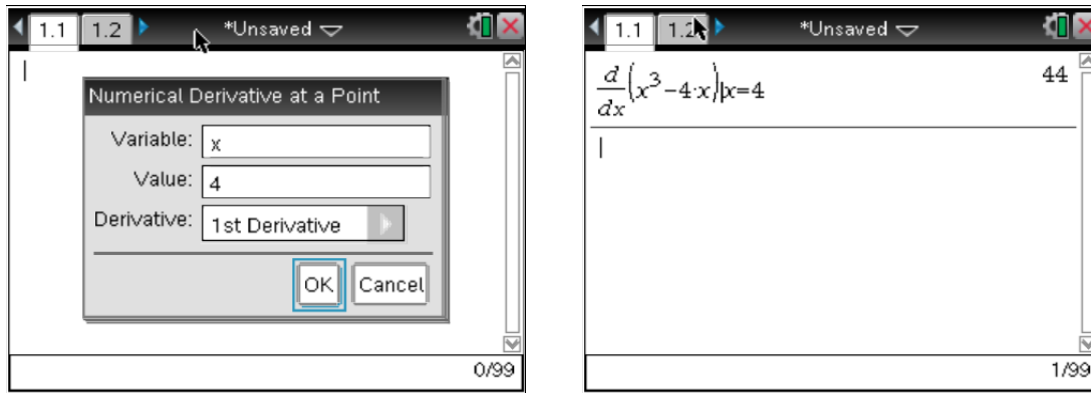 1.1 1.2 *Unsaved
Numerical Derivative at a Point
Variable: x
Value: 4
Derivative: 1st Derivative
OK Cancel
0/99
1.1 1.2 *Unsaved
d/dx(x³−4·x)|x=4 44
1/99